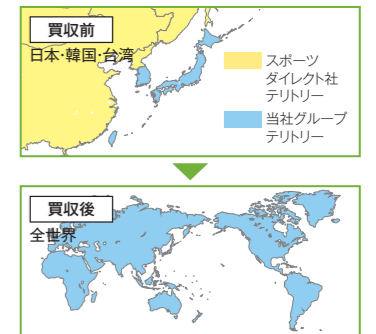 買収前
日本・韓国・台湾
スポーツ
ダイレクト社
テリトリー
当社グループ
テリトリー
買収後
全世界